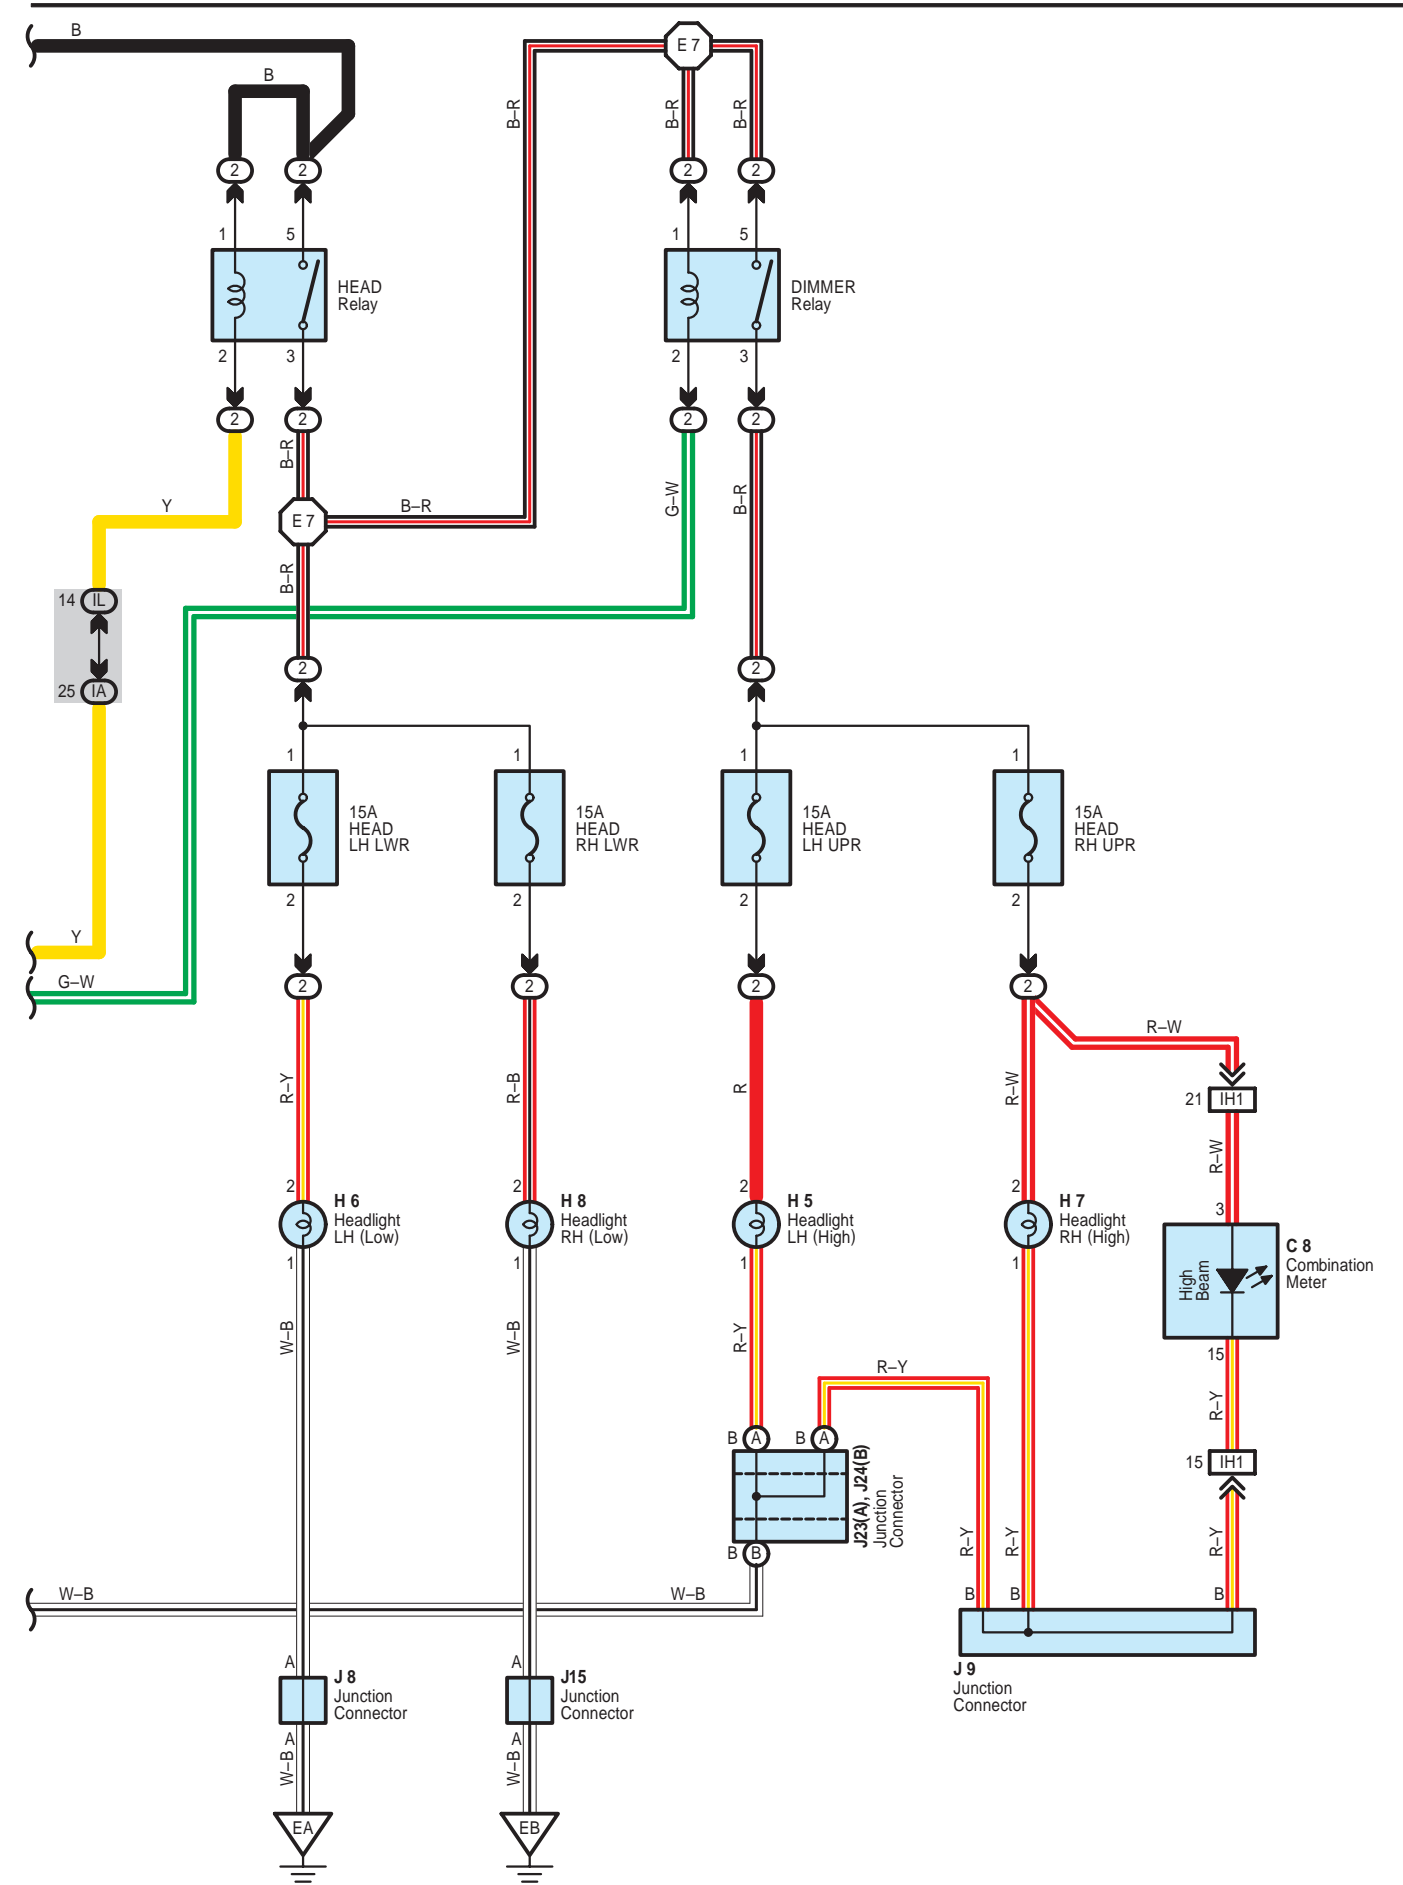 B
E 7
B
B–R
B–R
B–R
2
2
2
2
1
5
1
5
HEAD
Relay
DIMMER
Relay
2
3
2
3
2
2
2
2
B–R
G–W
B–R
Y
E 7
B–R
B–R
14 IL
25 IA
2
2
1
1
1
1
15A
HEAD
LH LWR
15A
HEAD
RH LWR
15A
HEAD
LH UPR
15A
HEAD
RH UPR
2
2
2
2
Y
G–W
2
2
2
2
R–W
R–Y
R–B
R
R–W
21 IH1
R–W
2
2
2
2
3
H 6
Headlight
LH (Low)
H 8
Headlight
RH (Low)
H 5
Headlight
LH (High)
H 7
Headlight
RH (High)
C 8
Combination
Meter
High
Beam
1
1
1
1
15
W–B
W–B
R–Y
R–Y
R–Y
B A
B A
15 IH1
J23(A), J24(B)
Junction
Connector
B B
R–Y
R–Y
R–Y
W–B
W–B
B
B
B
J 9
Junction
Connector
A
A
J 8
Junction
Connector
J15
Junction
Connector
A
A
W–B
W–B
EA
EB